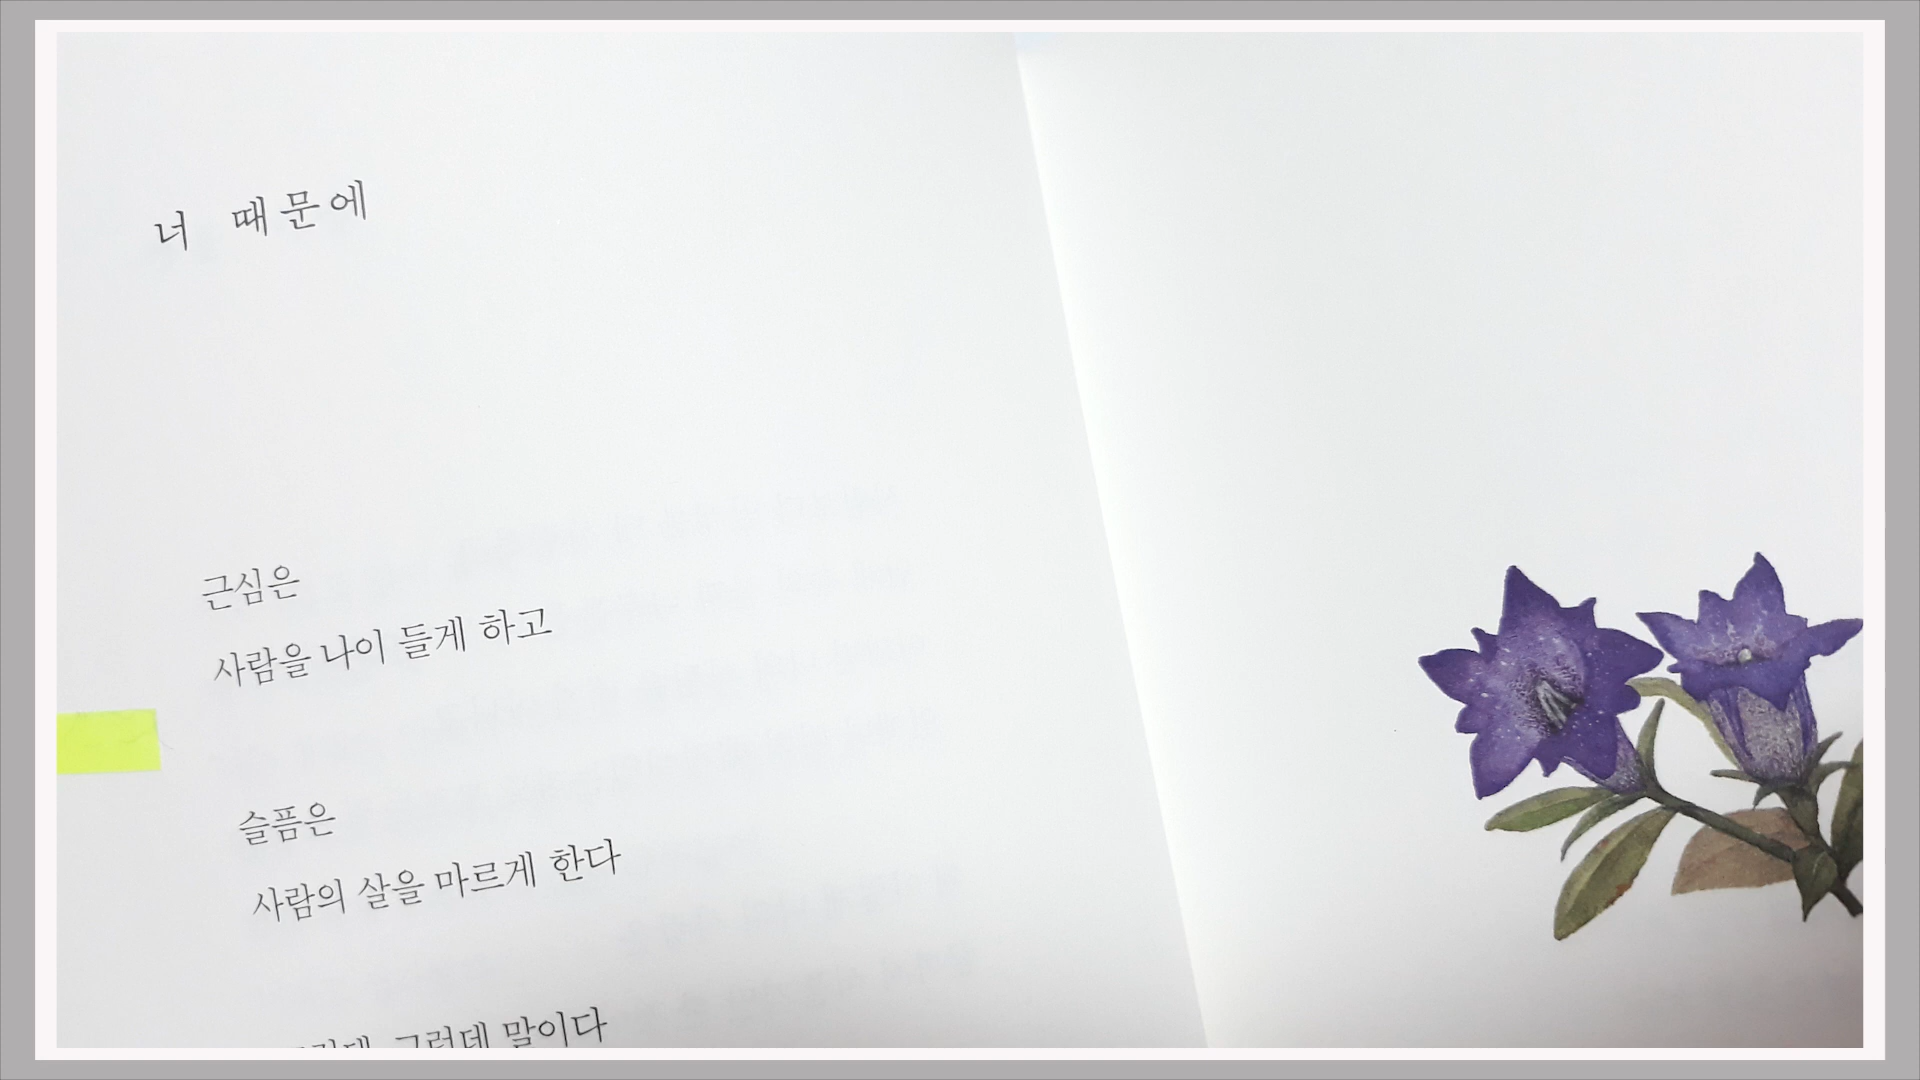 너 때문에
근심은
사람을 나이 들게 하고
슬픔은
사람의 살을 마르게 한다
그런데 말이다